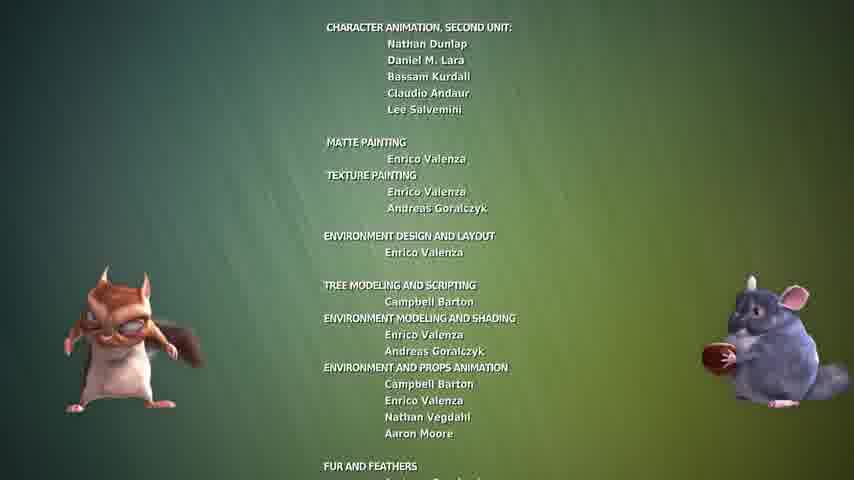 CHARACTER ANIMATION, SECOND UNIT:
Nathan Dunlap
Daniel M. Lara
Bassam Kurdali
Claudio Andaur
Lee Salvemini
MATTE PAINTING
Enrico Valenza
TEXTURE PAINTING
Enrico Valenza
Andreas Goralczyk
ENVIRONMENT DESIGN AND LAYOUT
Enrico Valenza
TREE MODELING AND SCRIPTING
Campbell Barton
ENVIRONMENT MODELING AND SHADING
Enrico Valenza
Andreas Goralczyk
ENVIRONMENT AND PROPS ANIMATION
Campbell Barton
Enrico Valenza
Nathan Vegdahl
Aaron Moore
FUR AND FEATHERS